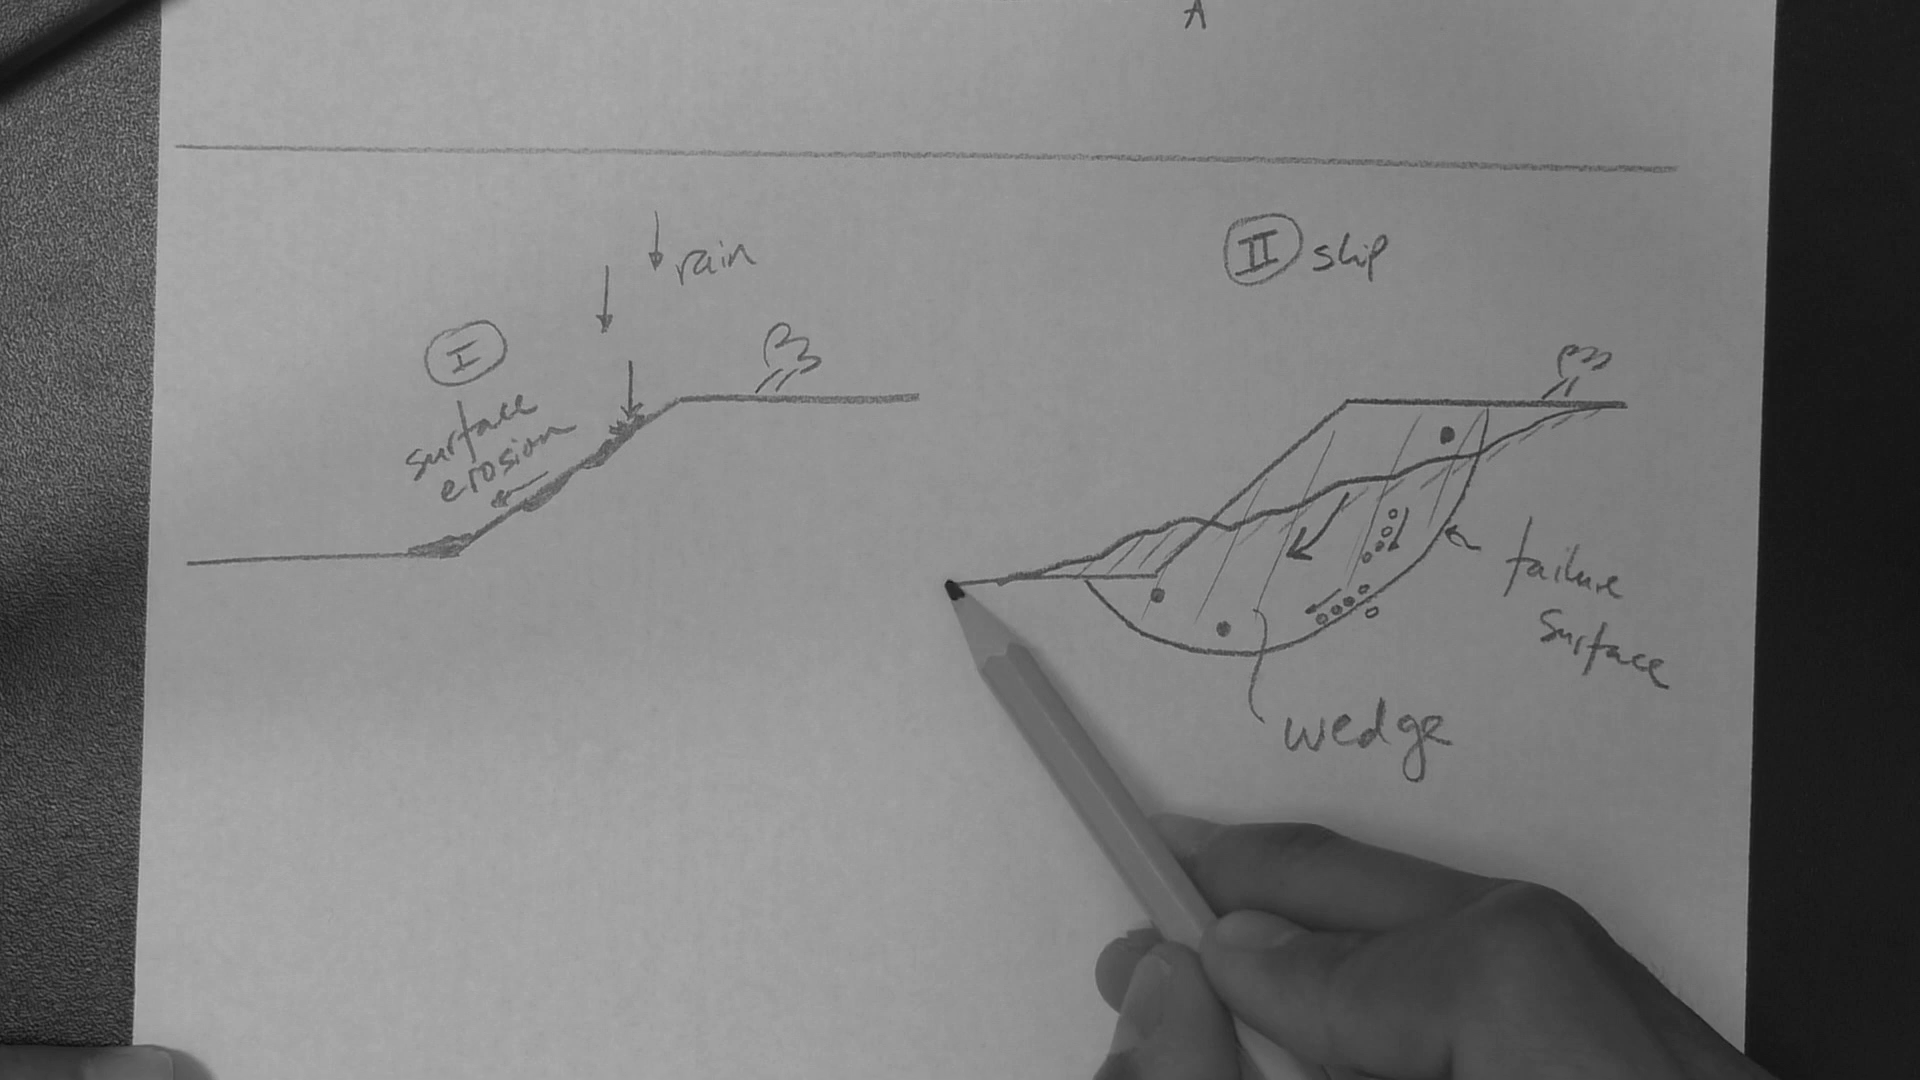 A
rain
I
surface
erosion
II slip
failure
surface
wedge